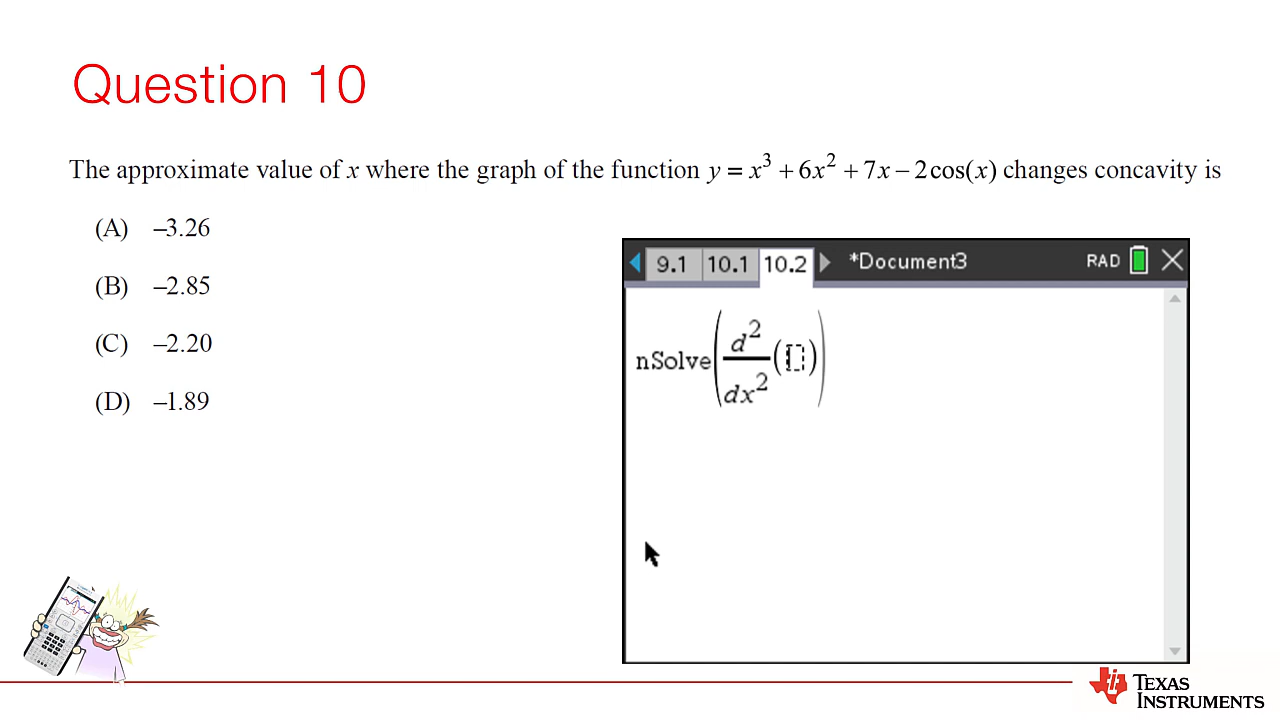 Question 10
The approximate value of x where the graph of the function y = x³ + 6x² + 7x − 2cos(x) changes concavity is
(A) –3.26
(B) –2.85
(C) –2.20
(D) –1.89
9.1 10.1 10.2 *Document3 RAD
nSolve(d²/dx²())
TEXAS
INSTRUMENTS